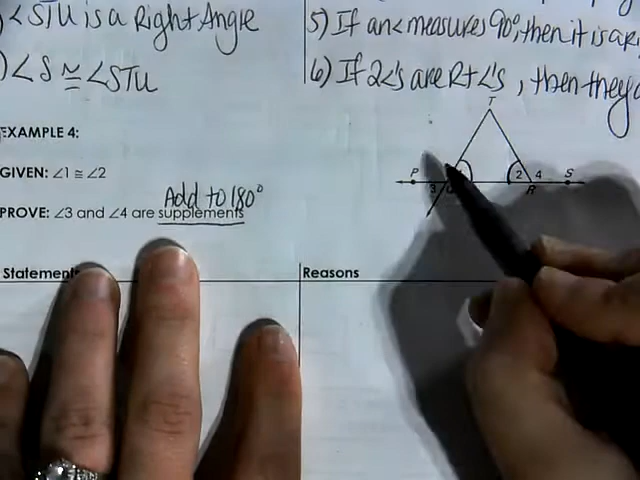 ) ∠STU is a Right Angle
) ∠S ≅ ∠STU
5) If an < measures 90°, then it is a
6) If 2<'s are Rt <'s, then they
EXAMPLE 4:
GIVEN: ∠1 ≅ ∠2
Add to 180°
PROVE: ∠3 and ∠4 are supplements
T
P 3 2 4 S
R
Statement
Reasons